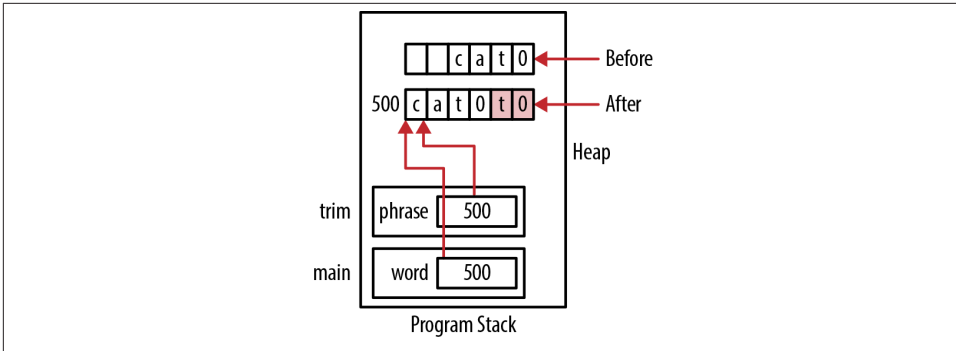 c a t 0 Before
500 c a t 0 t 0 After
Heap
trim phrase 500
main word 500
Program Stack